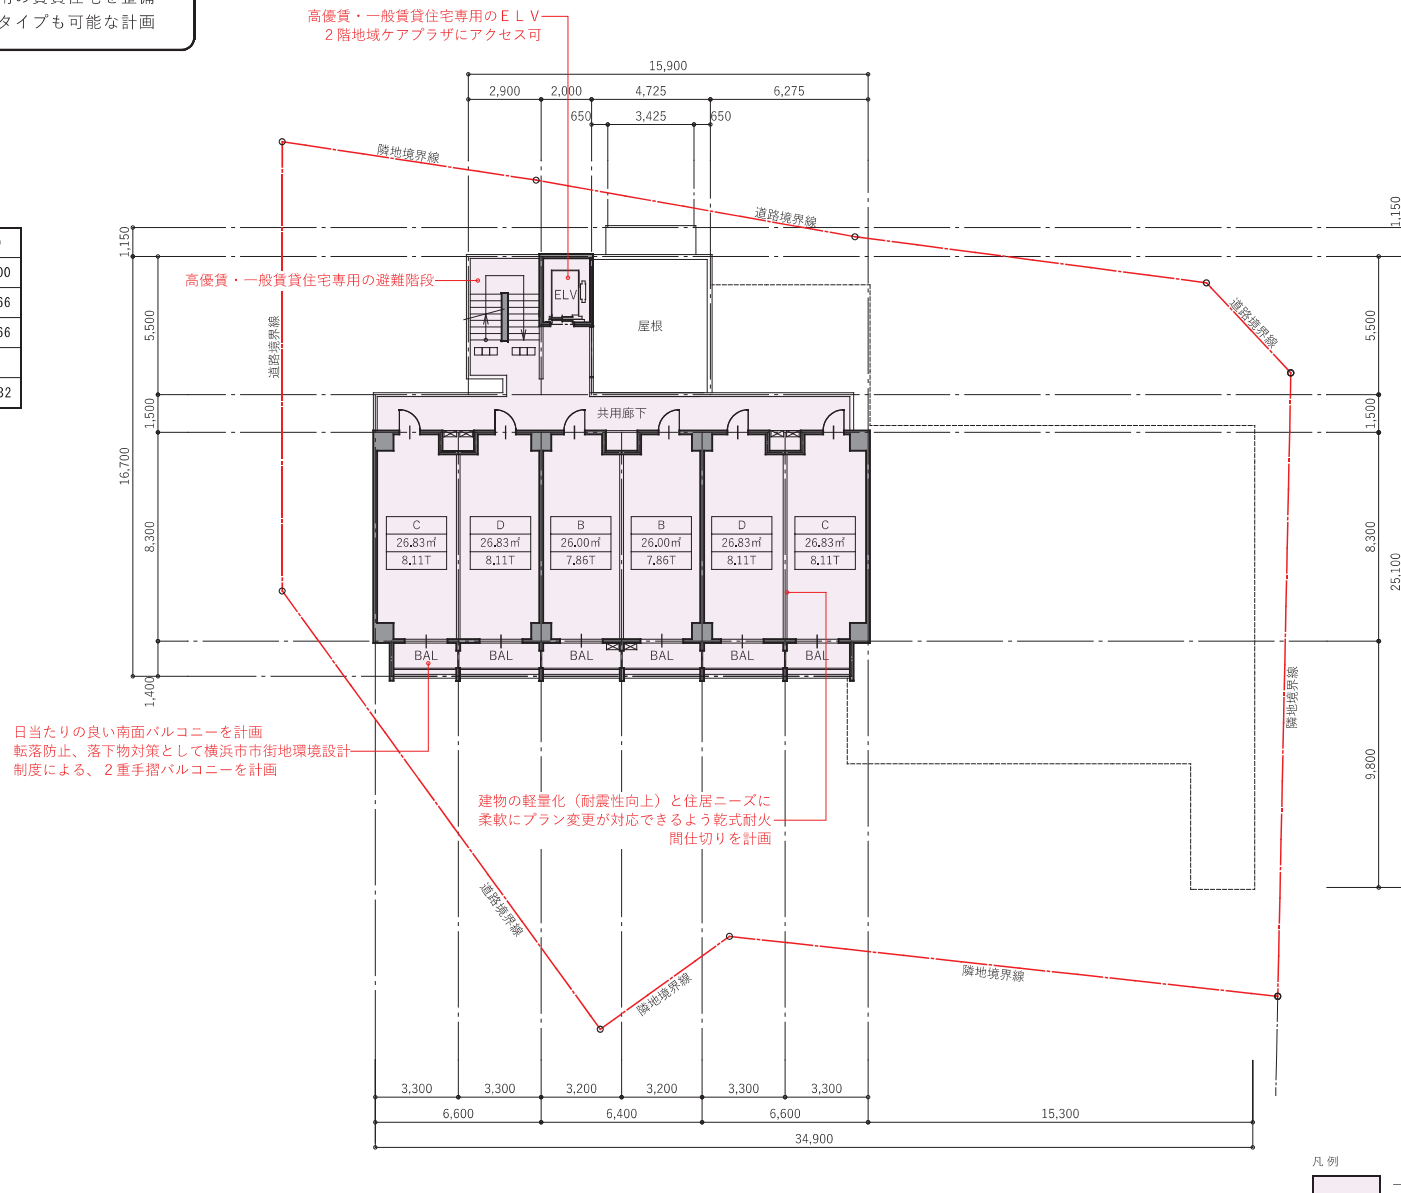 タイプも可能な計画
高優賃・一般賃貸住宅専用のＥＬＶ
２階地域ケアプラザにアクセス可
15,900
2,900
2,000
4,725
6,275
650
3,425
650
隣地境界線
道路境界線
道路境界線
道路境界線
1,150
1,150
高優賃・一般賃貸住宅専用の避難階段
ELV
屋根
5,500
5,500
共用廊下
1,500
1,500
16,700
8,300
8,300
25,100
C
26.83㎡
8.11T
D
26.83㎡
8.11T
B
26.00㎡
7.86T
B
26.00㎡
7.86T
D
26.83㎡
8.11T
C
26.83㎡
8.11T
BAL
BAL
BAL
BAL
BAL
BAL
1,400
隣地境界線
9,800
日当たりの良い南面バルコニーを計画
転落防止、落下物対策として横浜市市街地環境設計
制度による、２重手摺バルコニーを計画
建物の軽量化（耐震性向上）と住居ニーズに
柔軟にプラン変更が対応できるよう乾式耐火
間仕切りを計画
道路境界線
隣地境界線
隣地境界線
3,300
3,300
3,200
3,200
3,300
3,300
6,600
6,400
6,600
15,300
34,900
凡例